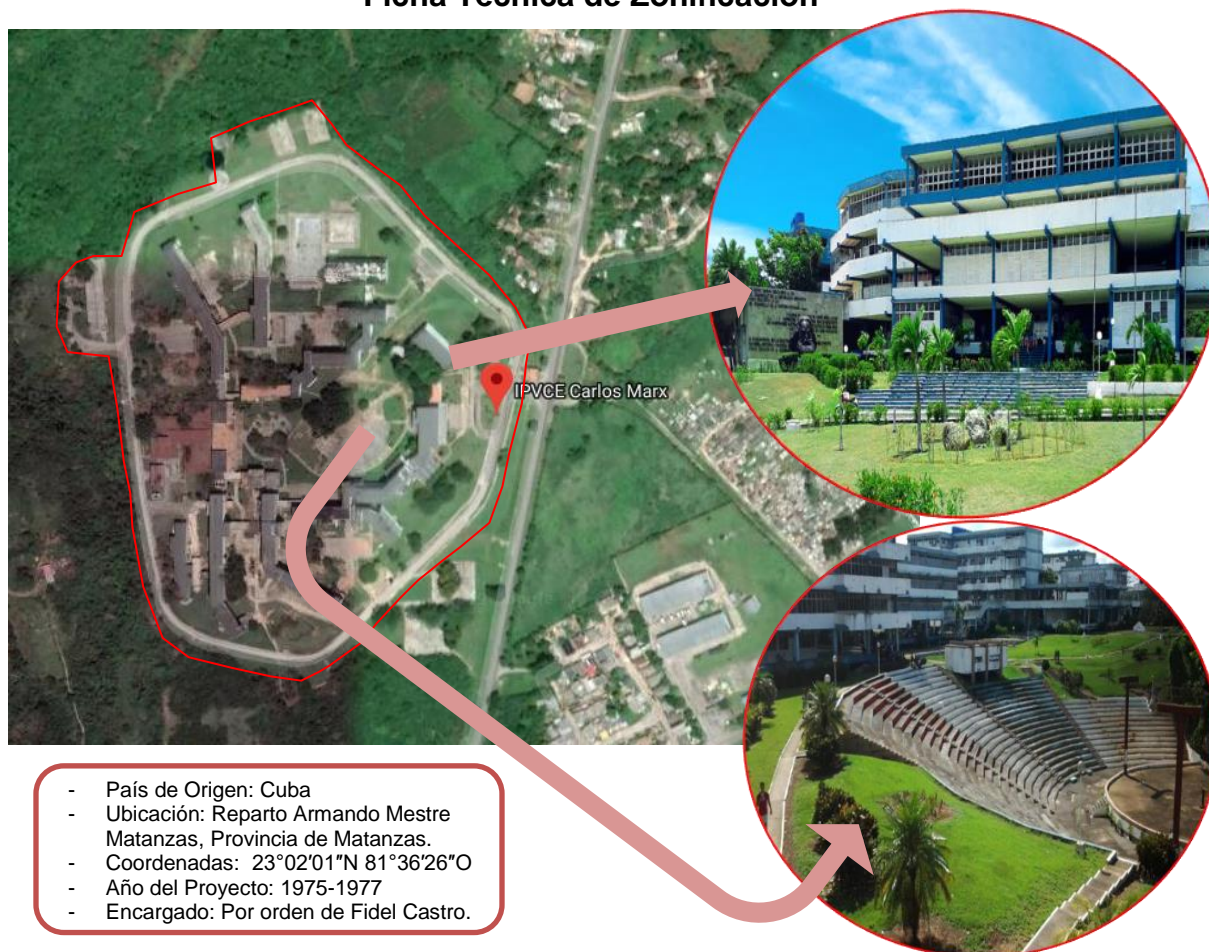 Ficha Técnica de Zonificación
IPVCE Carlos Marx
- País de Origen: Cuba
- Ubicación: Reparto Armando Mestre
Matanzas, Provincia de Matanzas.
- Coordenadas: 23°02′01″N 81°36′26″O
- Año del Proyecto: 1975-1977
- Encargado: Por orden de Fidel Castro.